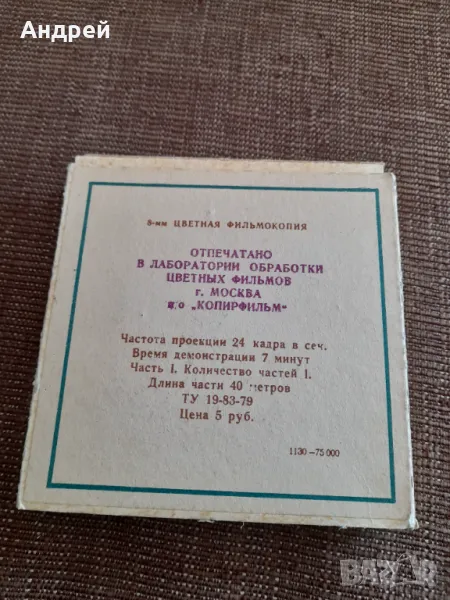 Андрей
8-мм ЦВЕТНАЯ ФИЛЬМОКОПИЯ
ОТПЕЧАТАНО
В ЛАБОРАТОРИИ ОБРАБОТКИ
ЦВЕТНЫХ ФИЛЬМОВ
г. МОСКВА
п/о „КОПИРФИЛЬМ“
Частота проекции 24 кадра в сек.
Время демонстрации 7 минут
Часть I. Количество частей I.
Длина части 40 метров
ТУ 19-83-79
Цена 5 руб.
1130—75 000
BAZAR